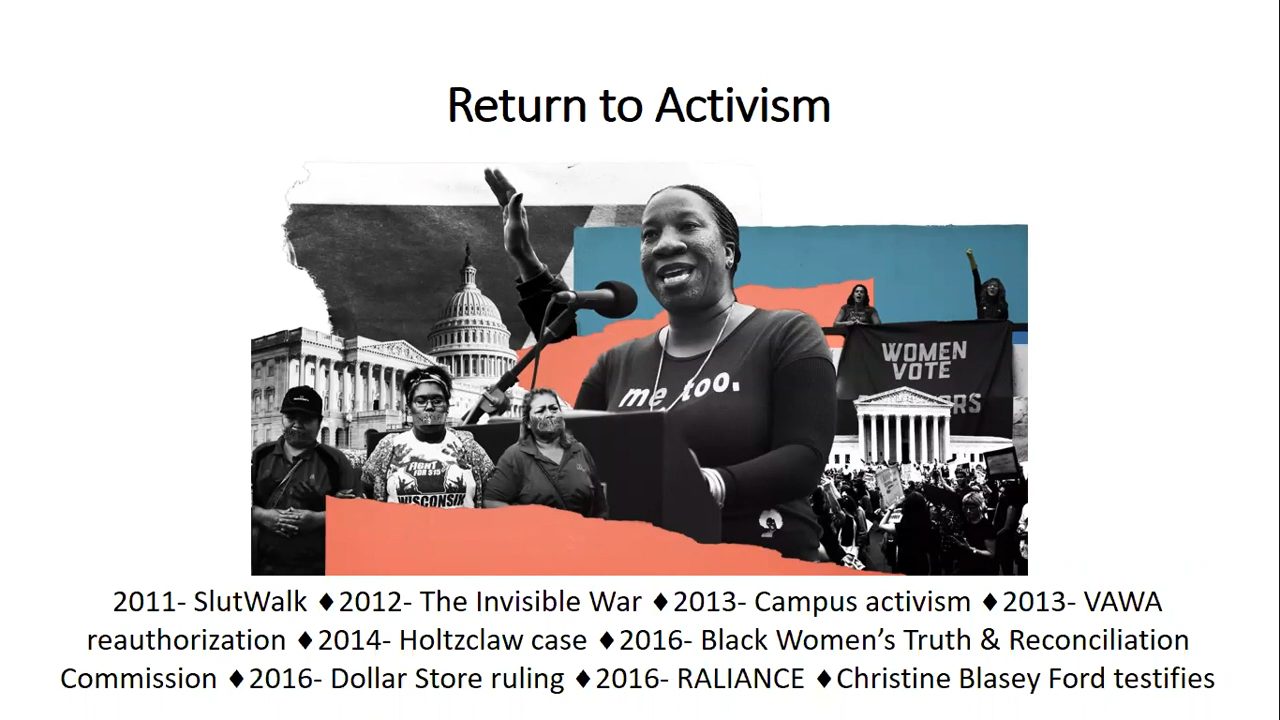 Return to Activism
me too.
WOMEN
VOTE
RS
FIGHT
FOR $15
WISCONSIN
2011- SlutWalk ♦2012- The Invisible War ♦2013- Campus activism ♦2013- VAWA
reauthorization ♦2014- Holtzclaw case ♦2016- Black Women’s Truth & Reconciliation
Commission ♦2016- Dollar Store ruling ♦2016- RALIANCE ♦Christine Blasey Ford testifies